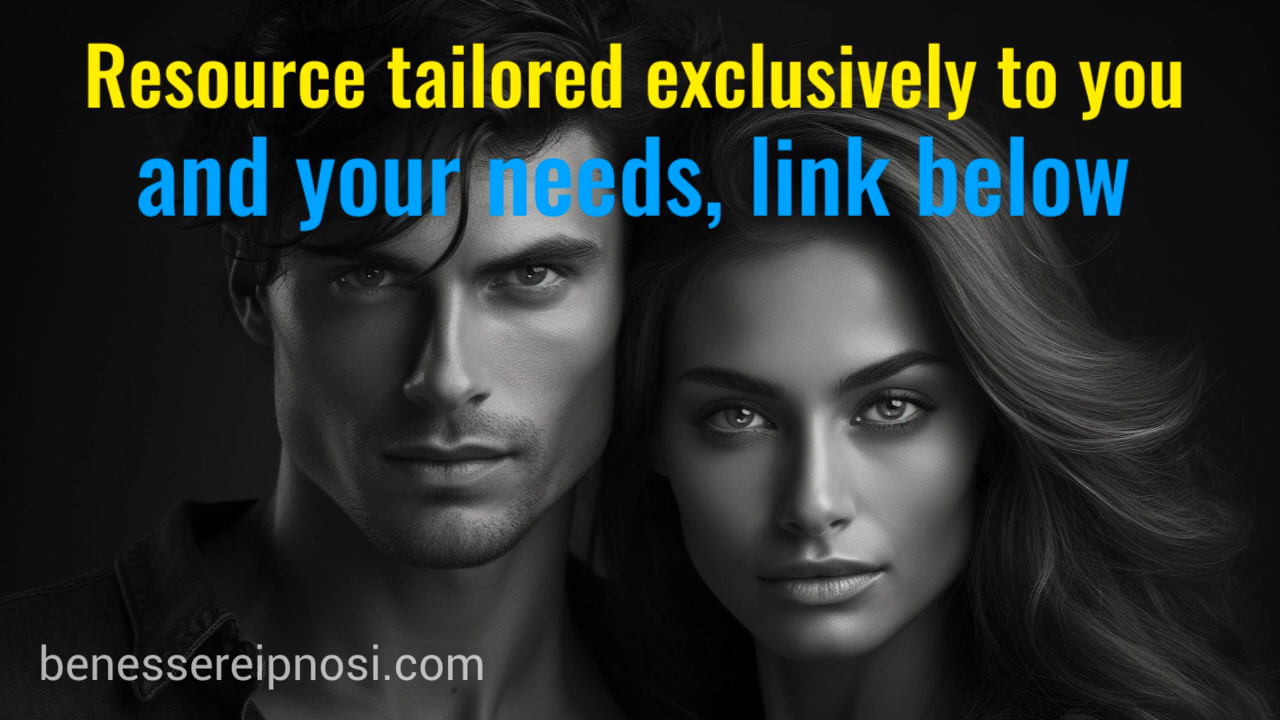 Resource tailored exclusively to you
and your needs, link below
benessereipnosi.com